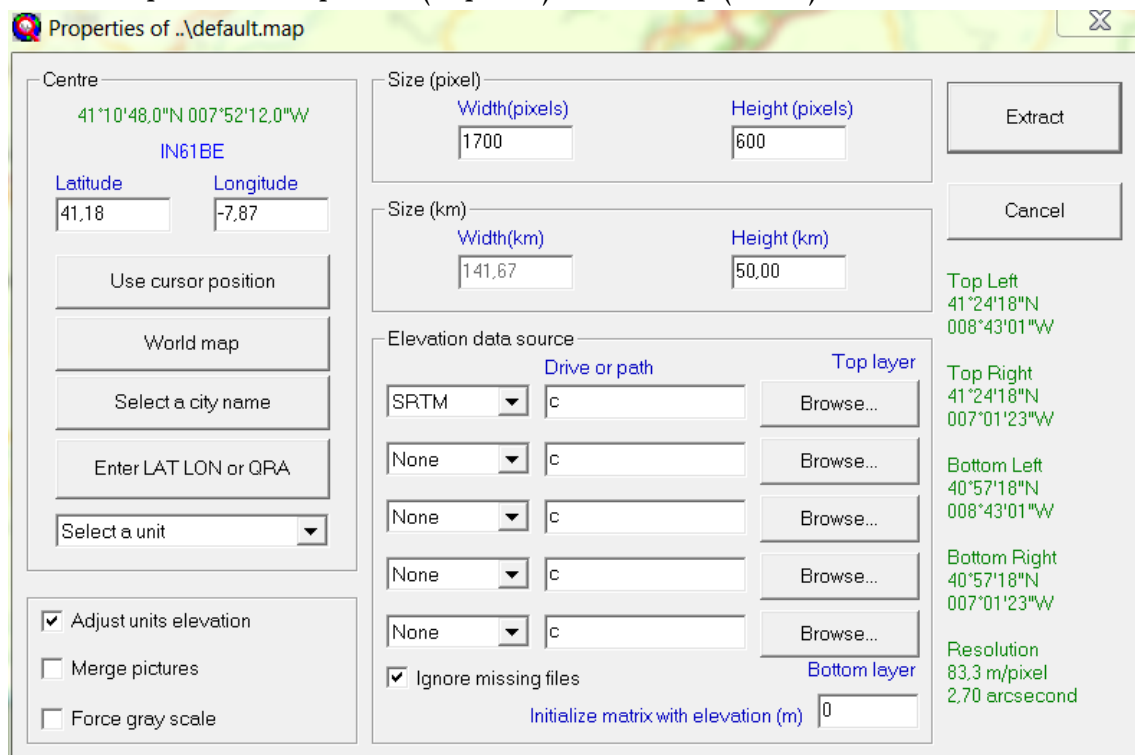 Properties of ..\default.map
Centre
41°10'48,0"N 007°52'12,0"W
IN61BE
Latitude Longitude
41,18 -7,87
Use cursor position
World map
Select a city name
Enter LAT LON or QRA
Select a unit
Adjust units elevation
Merge pictures
Force gray scale
Size (pixel)
Width(pixels) Height (pixels)
1700 600
Size (km)
Width(km) Height (km)
141,67 50,00
Elevation data source
Drive or path Top layer
SRTM c Browse...
None c Browse...
None c Browse...
None c Browse...
None c Browse...
Ignore missing files Bottom layer
Initialize matrix with elevation (m) 0
Extract
Cancel
Top Left
41°24'18"N
008°43'01"W
Top Right
41°24'18"N
007°01'23"W
Bottom Left
40°57'18"N
008°43'01"W
Bottom Right
40°57'18"N
007°01'23"W
Resolution
83,3 m/pixel
2,70 arcsecond